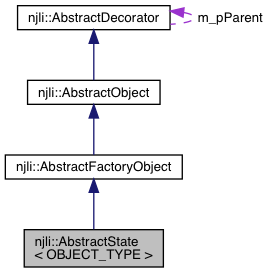 njli::AbstractDecorator
m_pParent
njli::AbstractObject
njli::AbstractFactoryObject
njli::AbstractState
< OBJECT_TYPE >